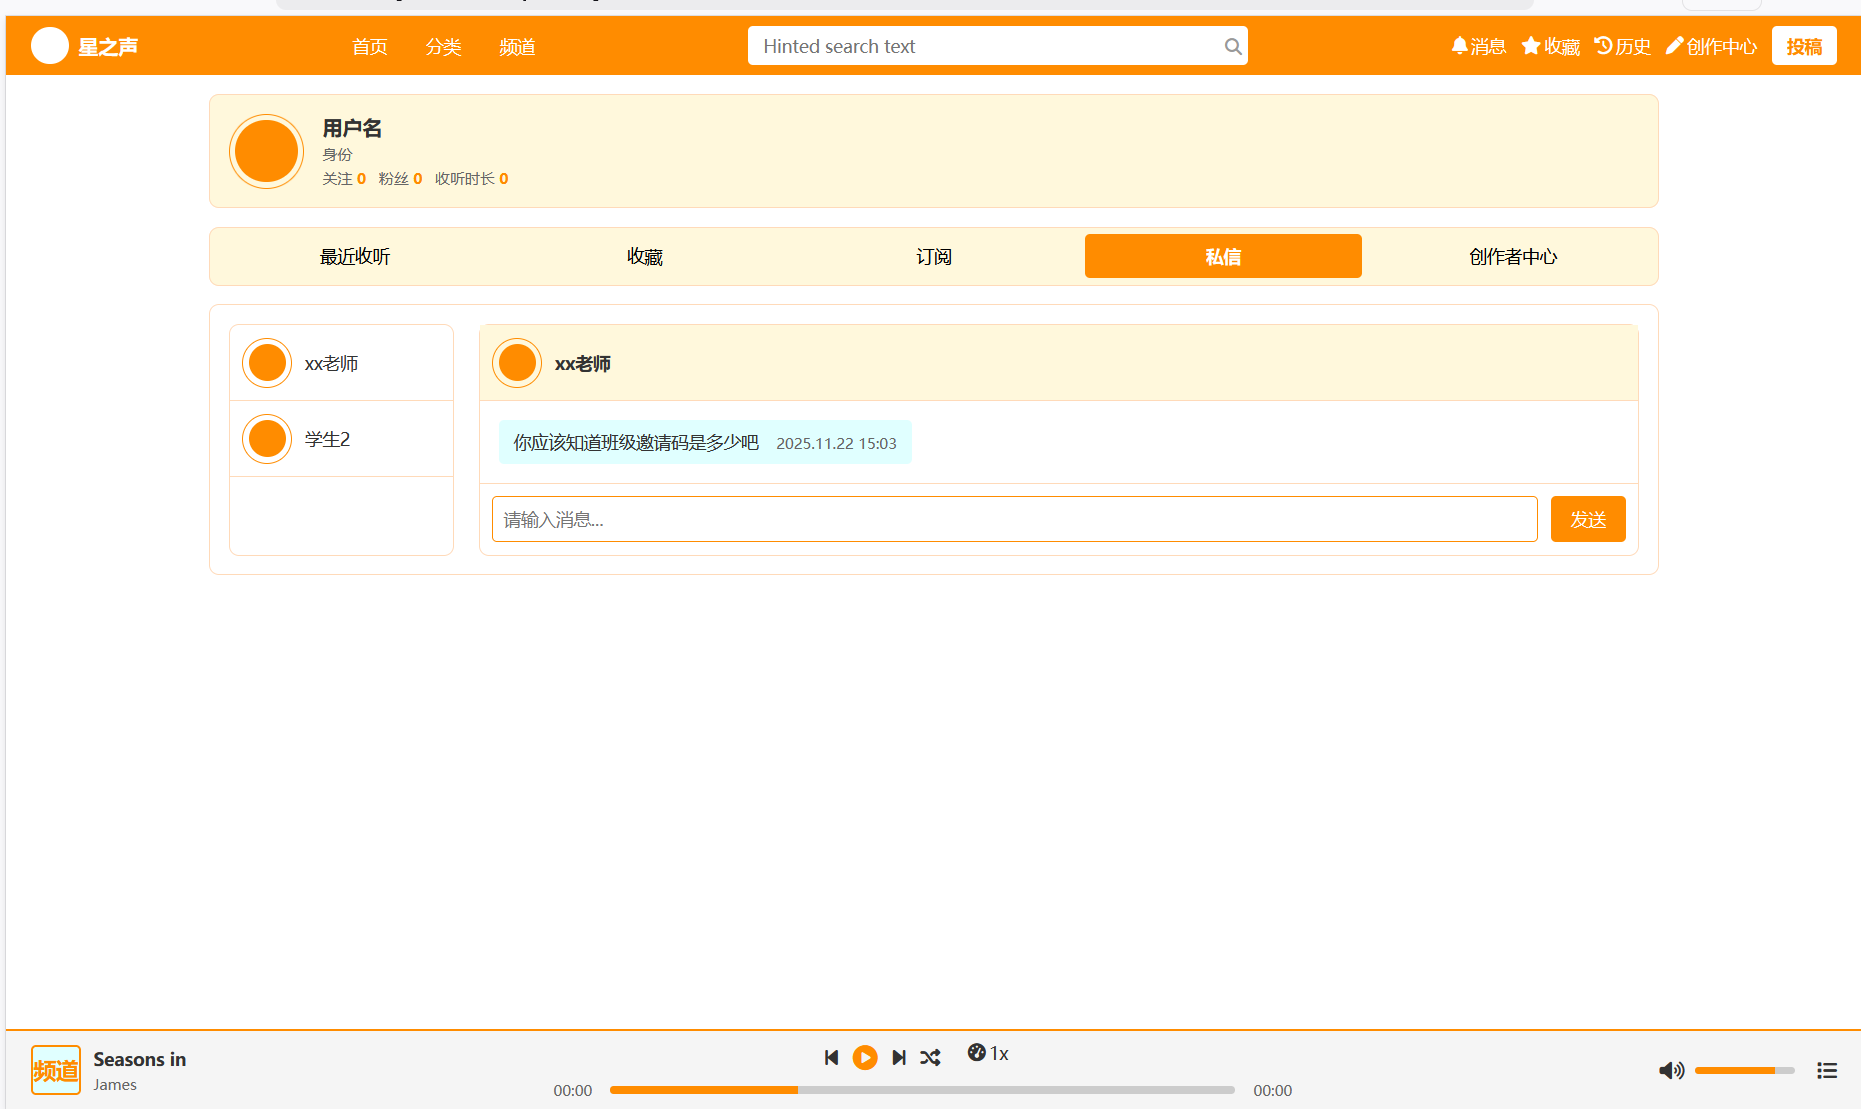 星之声
首页 分类 频道
Hinted search text
消息 收藏 历史 创作中心 投稿
用户名
身份
关注 0 粉丝 0 收听时长 0
最近收听 收藏 订阅 私信 创作者中心
xx老师
学生2
xx老师
你应该知道班级邀请码是多少吧 2025.11.22 15:03
请输入消息...
发送
频道
Seasons in
James
1x
00:00
00:00